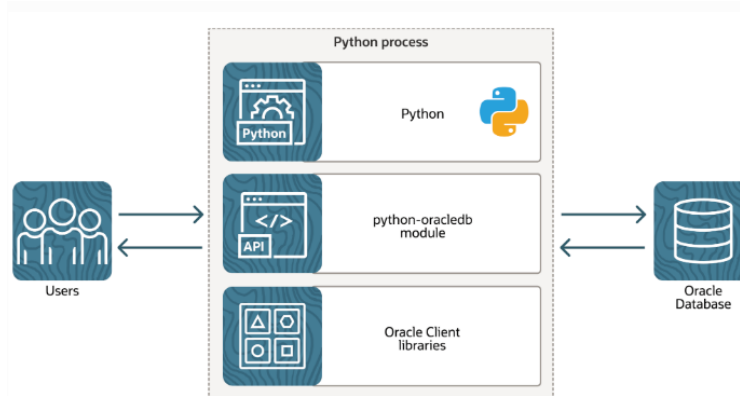 Python process
Python
Python
python-oracledb
module
API
Users
Oracle
Database
Oracle Client
libraries